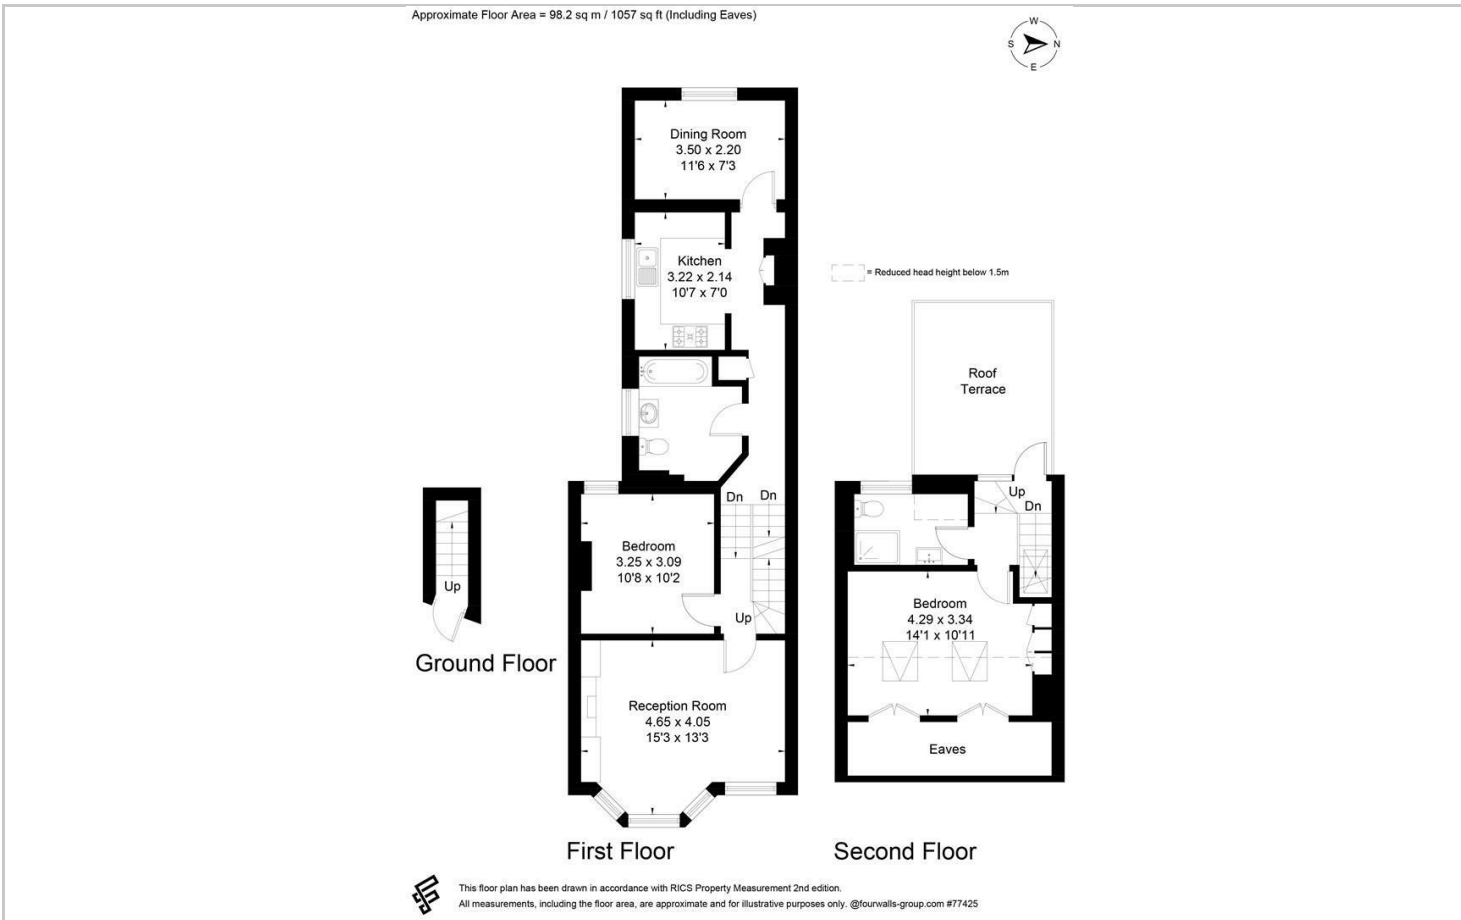 Approximate Floor Area = 98.2 sq m / 1057 sq ft (Including Eaves)
W
S
N
E
Dining Room
3.50 x 2.20
11'6 x 7'3
Kitchen
3.22 x 2.14
10'7 x 7'0
= Reduced head height below 1.5m
Roof
Terrace
Dn
Dn
Up
Dn
Up
Bedroom
3.25 x 3.09
10'8 x 10'2
Up
Bedroom
4.29 x 3.34
14'1 x 10'11
Ground Floor
Reception Room
4.65 x 4.05
15'3 x 13'3
Eaves
First Floor
Second Floor
This floor plan has been drawn in accordance with RICS Property Measurement 2nd edition.
All measurements, including the floor area, are approximate and for illustrative purposes only. @fourwalls-group.com #77425